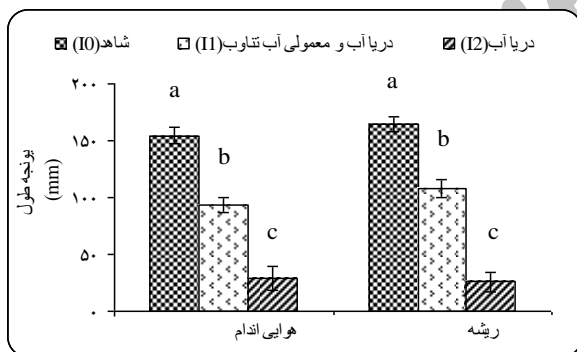 شاهد(I0) دریا آب و معمولی آب تناوب(I1) دریا آب(I2)
یونجه طول
(mm)
۲۰۰
۱۵۰
۱۰۰
۵۰
۰
a
b
c
a
b
c
هوایی اندام ریشه